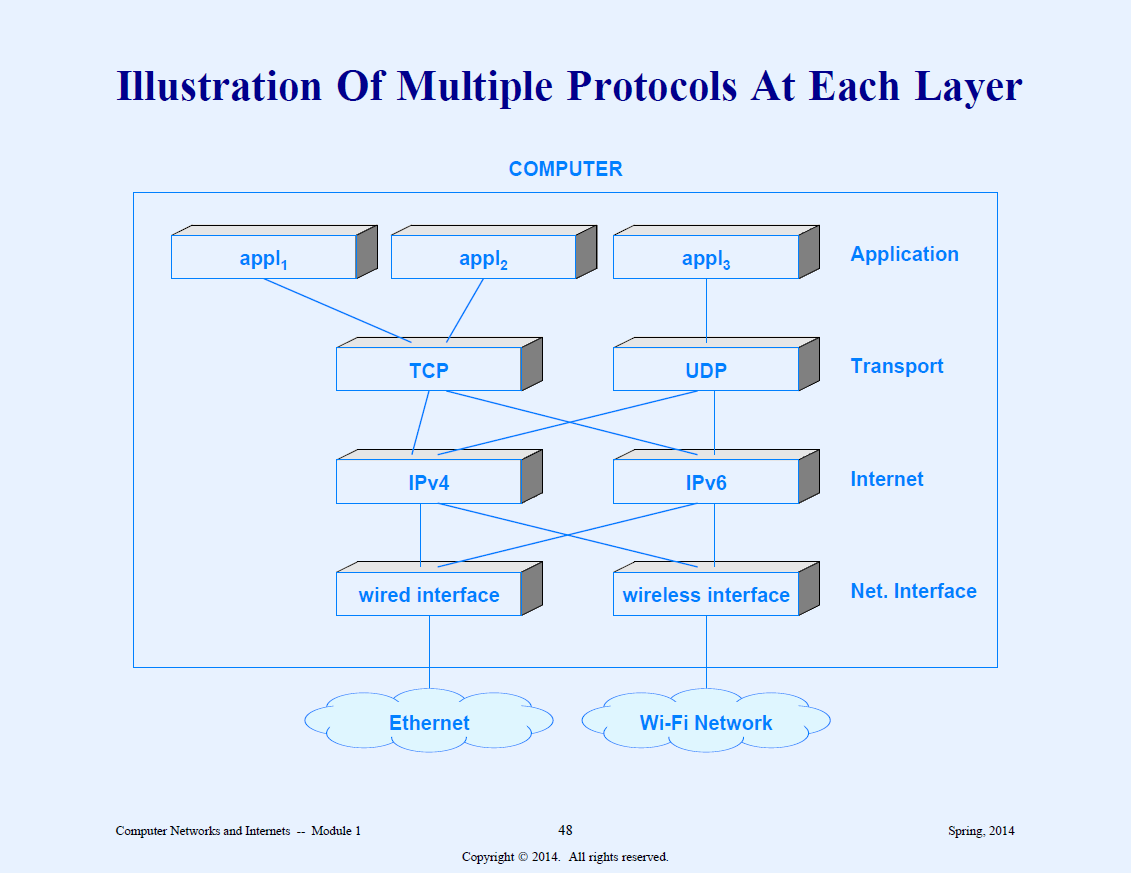 Illustration Of Multiple Protocols At Each Layer
COMPUTER
appl1 appl2 appl3 Application
TCP UDP Transport
IPv4 IPv6 Internet
wired interface wireless interface Net. Interface
Ethernet Wi-Fi Network
Computer Networks and Internets -- Module 1 48 Spring, 2014
Copyright © 2014. All rights reserved.